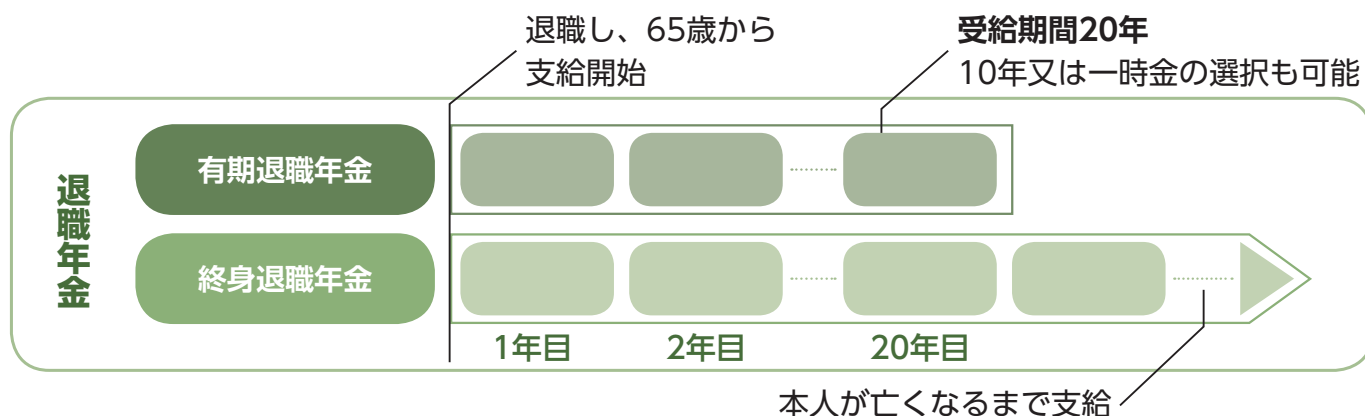 退職し、65歳から
支給開始
受給期間20年
10年又は一時金の選択も可能
退職年金
有期退職年金
終身退職年金
1年目
2年目
20年目
本人が亡くなるまで支給